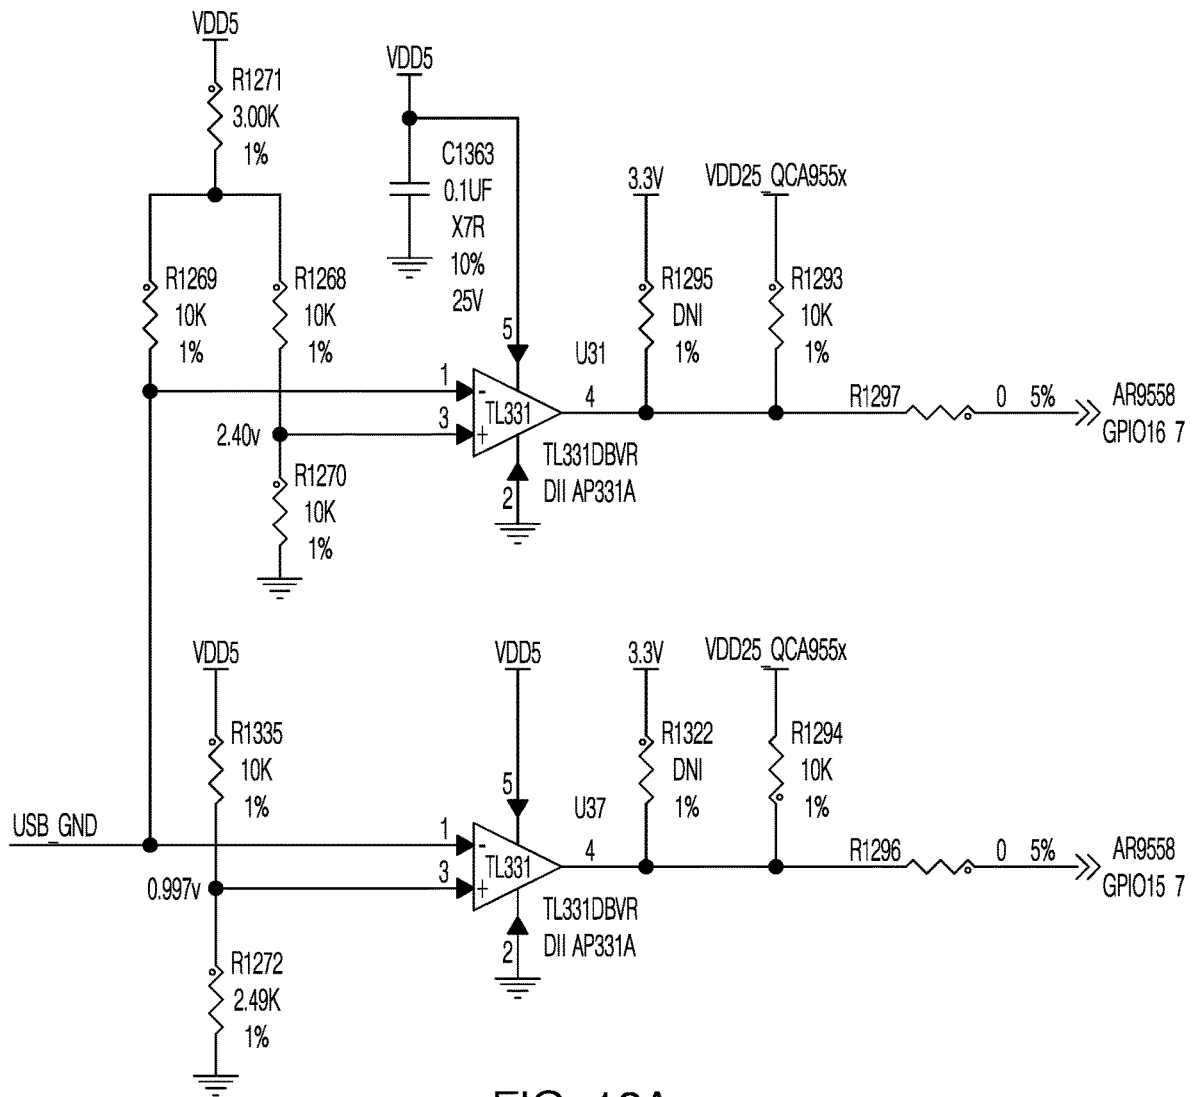 VDD5
R1271
3.00K
1%
VDD5
C1363
0.1UF
X7R
10%
25V
R1269
10K
1%
R1268
10K
1%
3.3V
R1295
DNI
1%
VDD25_QCA955x
R1293
10K
1%
5
U31
1
-
TL331
4
3
+
2.40v
TL331DBVR
DII AP331A
2
R1297
0 5%
AR9558
GPIO16 7
R1270
10K
1%
VDD5
R1335
10K
1%
VDD5
3.3V
R1322
DNI
1%
VDD25_QCA955x
R1294
10K
1%
5
U37
USB_GND
1
-
TL331
4
3
+
0.997v
TL331DBVR
DII AP331A
2
R1296
0 5%
AR9558
GPIO15 7
R1272
2.49K
1%